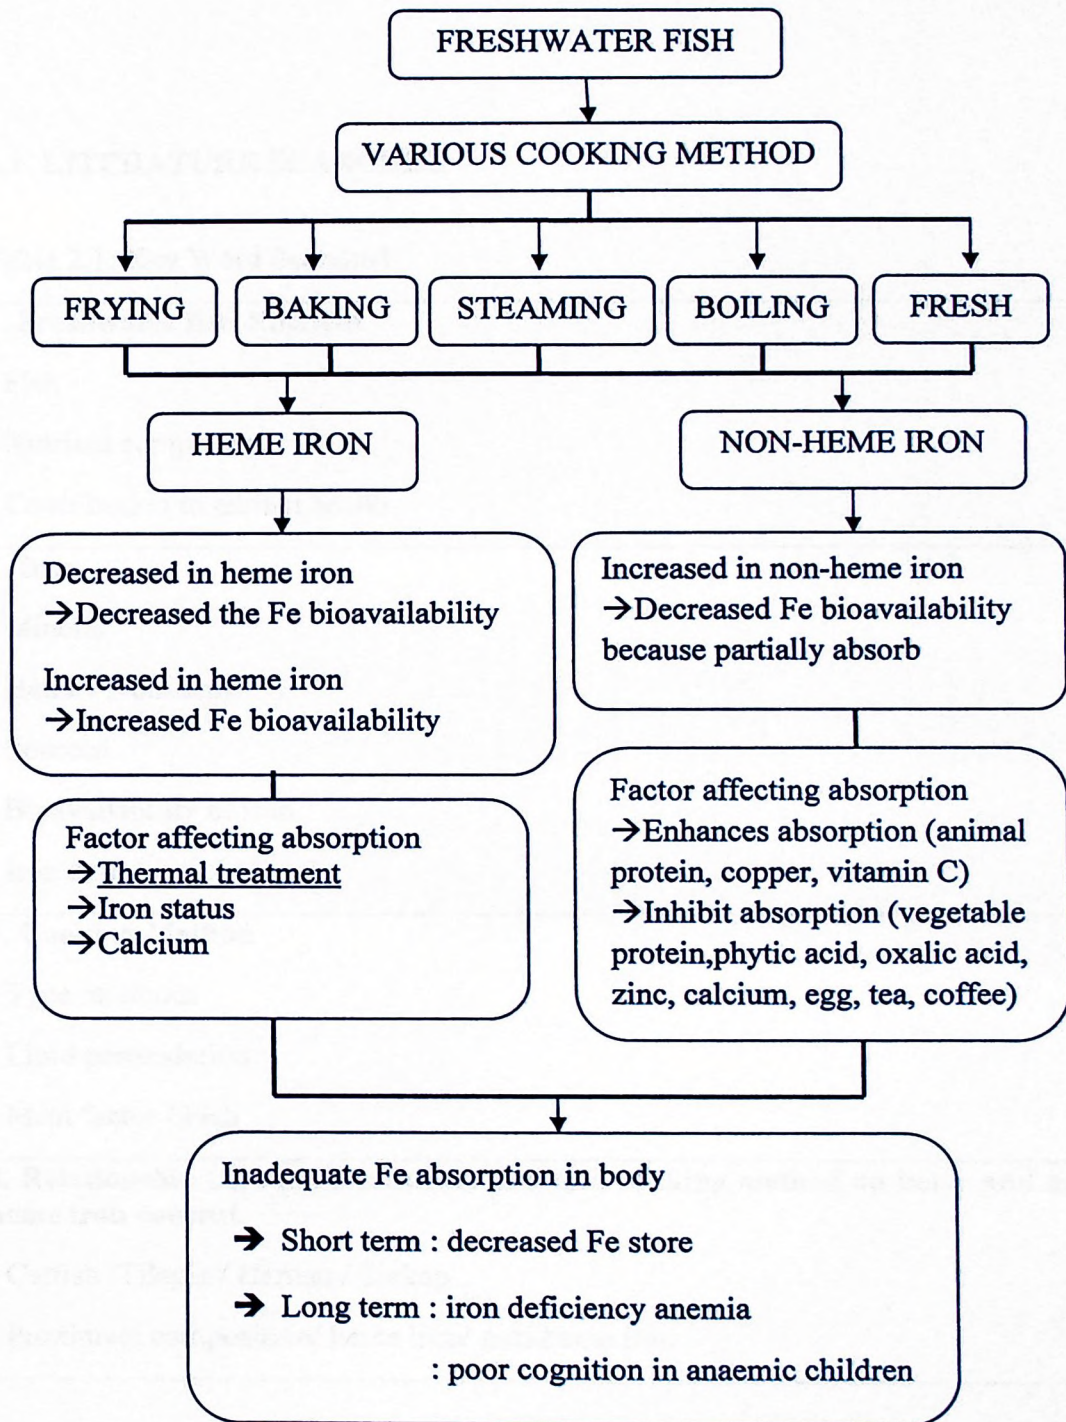 FRESHWATER FISH
VARIOUS COOKING METHOD
FRYING
BAKING
STEAMING
BOILING
FRESH
HEME IRON
NON-HEME IRON
Decreased in heme iron
→Decreased the Fe bioavailability
Increased in heme iron
→Increased Fe bioavailability
Increased in non-heme iron
→Decreased Fe bioavailability
because partially absorb
Factor affecting absorption
→Thermal treatment
→Iron status
→Calcium
Factor affecting absorption
→Enhances absorption (animal
protein, copper, vitamin C)
→Inhibit absorption (vegetable
protein,phytic acid, oxalic acid,
zinc, calcium, egg, tea, coffee)
Inadequate Fe absorption in body
➔ Short term : decreased Fe store
➔ Long term : iron deficiency anemia
: poor cognition in anaemic children